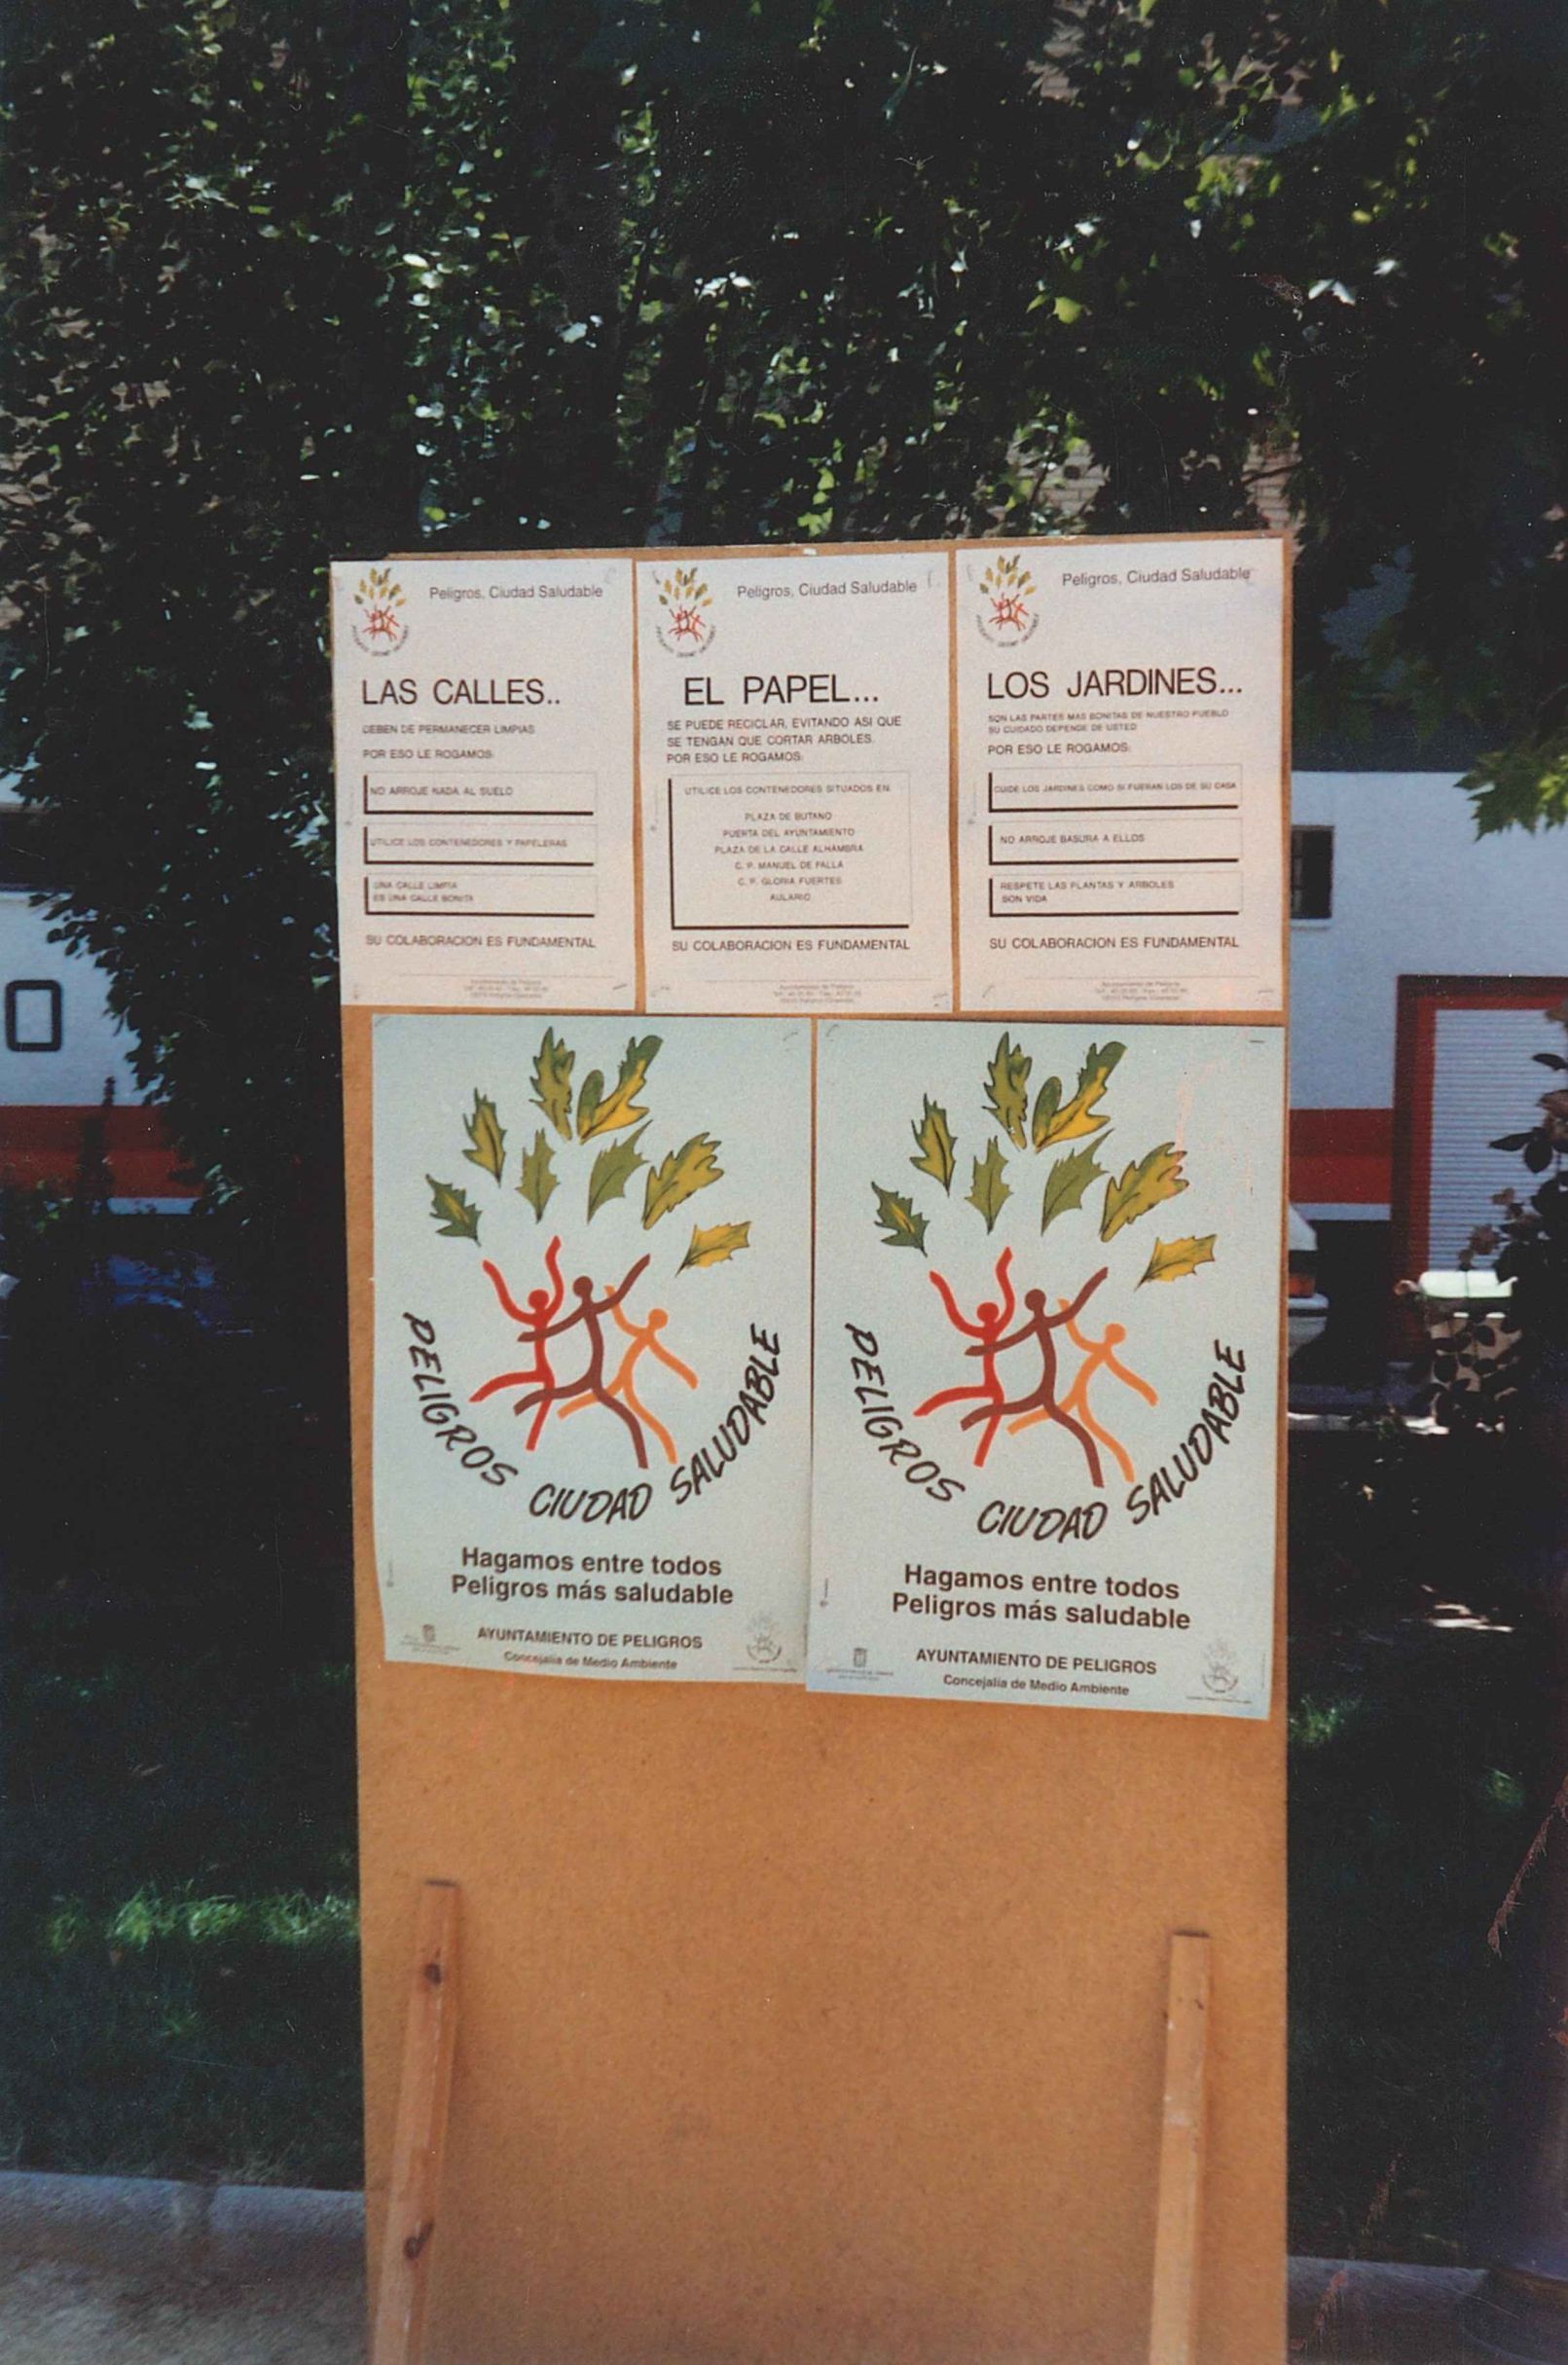 Peligros, Ciudad Saludable
LAS CALLES..
DEBEN DE PERMANECER LIMPIAS
POR ESO LE ROGAMOS:
NO ARROJE NADA AL SUELO
UTILICE LOS CONTENEDORES Y PAPELERAS
UNA CALLE LIMPIA
ES UNA CALLE BONITA
SU COLABORACION ES FUNDAMENTAL
Peligros, Ciudad Saludable
EL PAPEL...
SE PUEDE RECICLAR, EVITANDO ASI QUE
SE TENGAN QUE CORTAR ARBOLES.
POR ESO LE ROGAMOS:
UTILICE LOS CONTENEDORES SITUADOS EN
PLAZA DE BUTANO
PUERTA DEL AYUNTAMIENTO
PLAZA DE LA CALLE ALHAMBRA
C. P. MANUEL DE FALLA
C. P. GLORIA FUERTES
AULARIO
SU COLABORACION ES FUNDAMENTAL
Peligros, Ciudad Saludable
LOS JARDINES...
SON LAS PARTES MAS BONITAS DE NUESTRO PUEBLO
SU CUIDADO DEPENDE DE USTED
POR ESO LE ROGAMOS:
CUIDE LOS JARDINES COMO SI FUERAN LOS DE SU CASA
NO ARROJE BASURA A ELLOS
RESPETE LAS PLANTAS Y ARBOLES
SON VIDA
SU COLABORACION ES FUNDAMENTAL
PELIGROS CIUDAD SALUDABLE
Hagamos entre todos
Peligros más saludable
AYUNTAMIENTO DE PELIGROS
Concejalía de Medio Ambiente
PELIGROS CIUDAD SALUDABLE
Hagamos entre todos
Peligros más saludable
AYUNTAMIENTO DE PELIGROS
Concejalía de Medio Ambiente